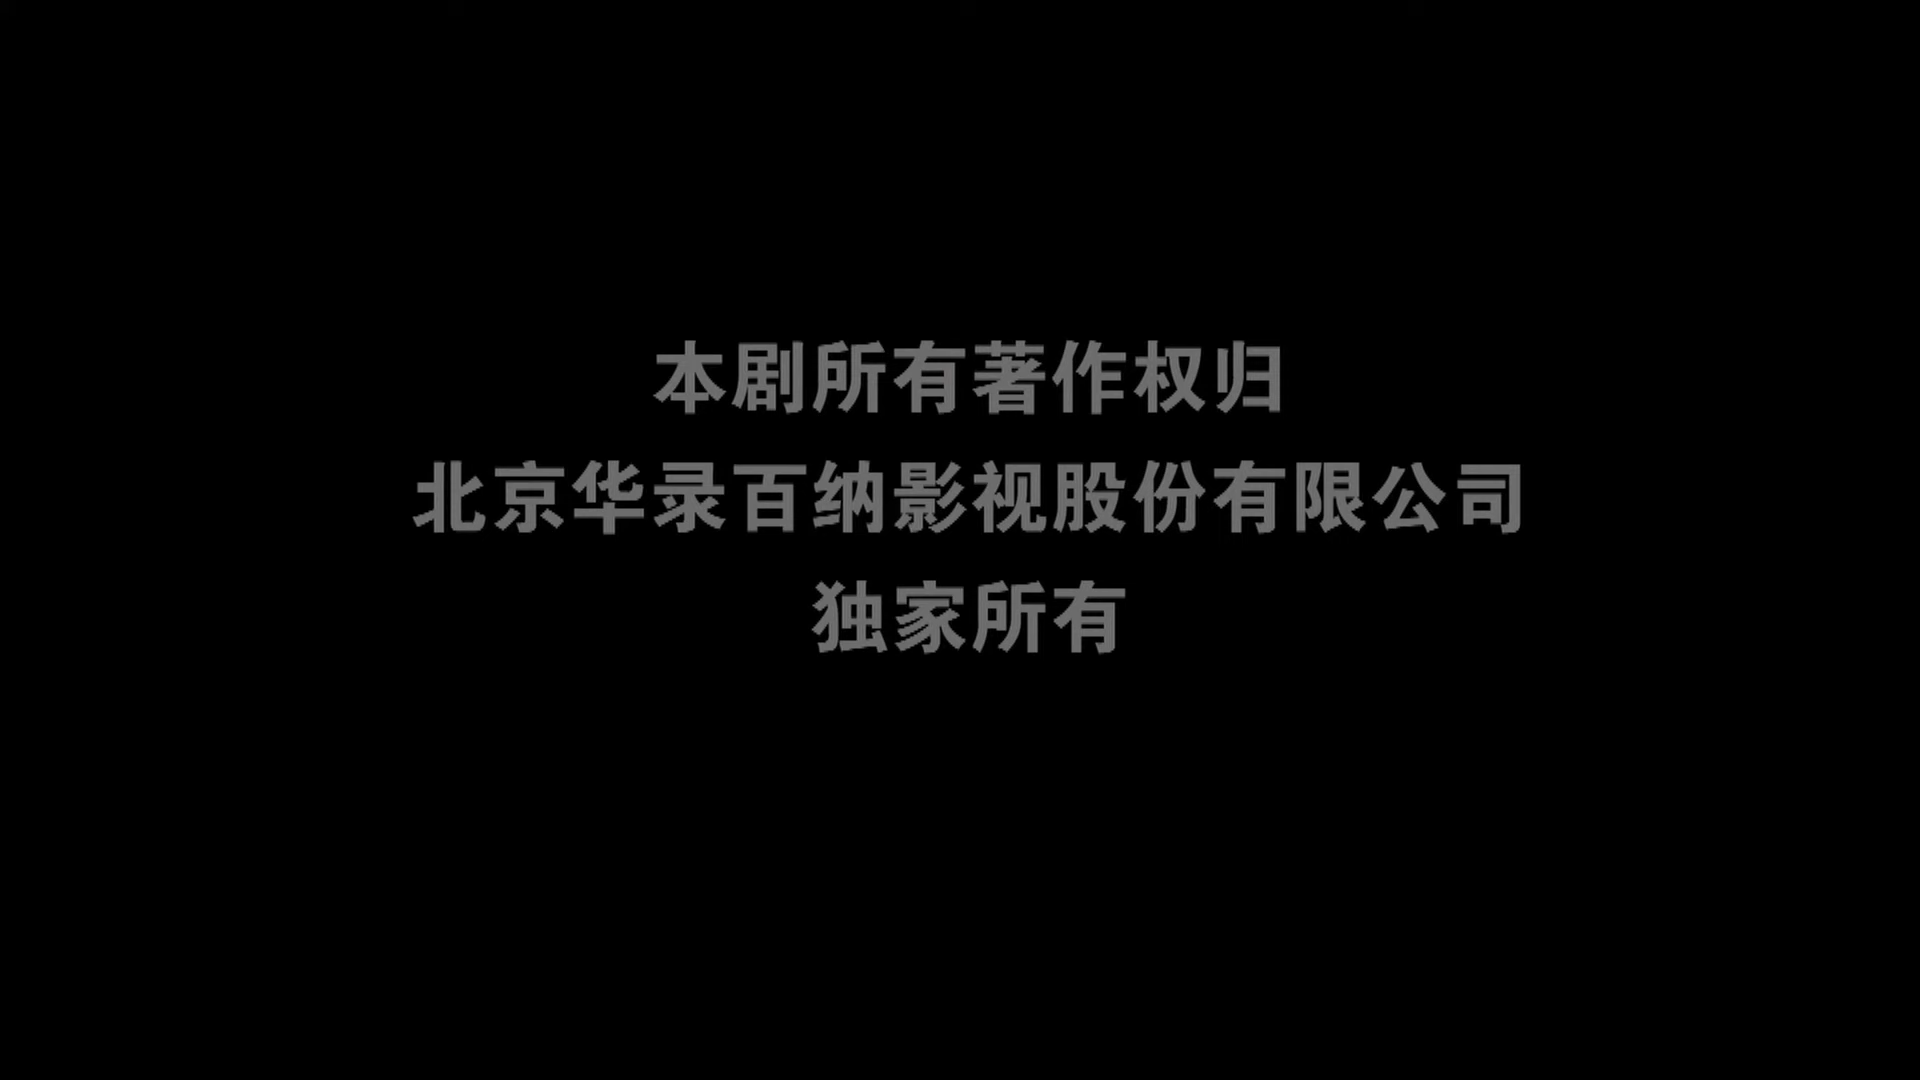 本剧所有著作权归
北京华录百纳影视股份有限公司
独家所有